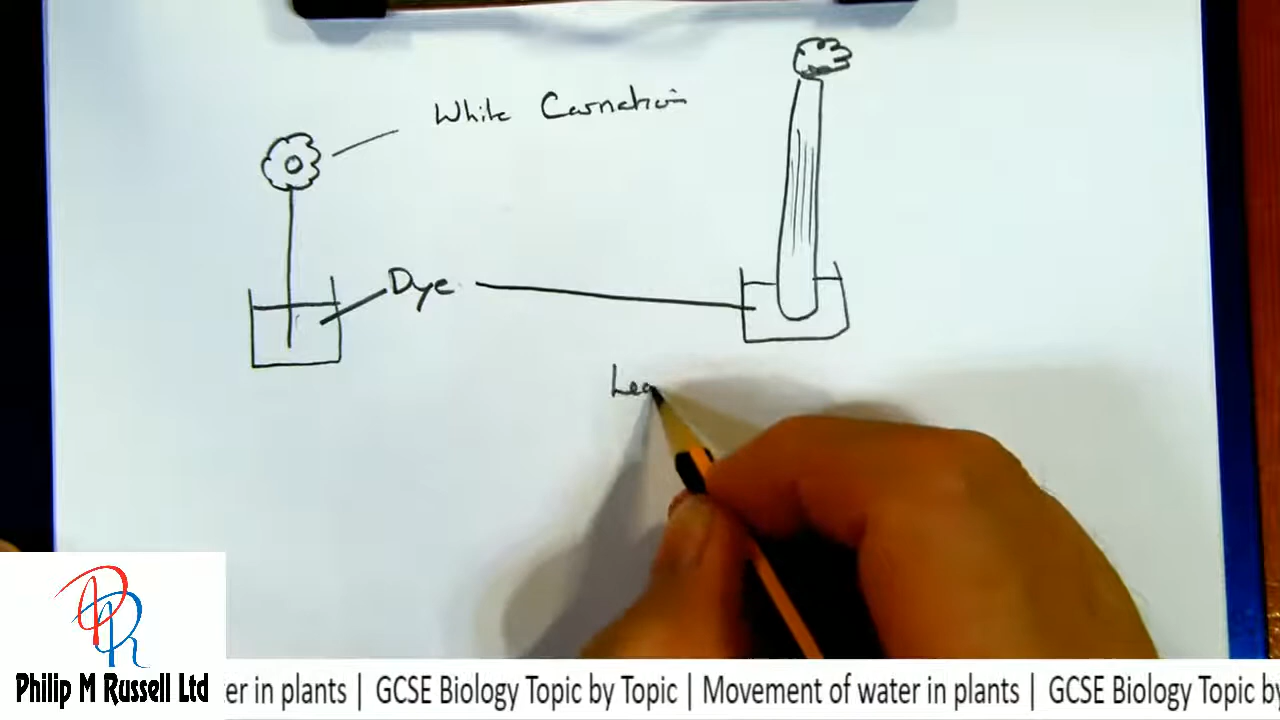 White Carnation
Dye
Lea
Philip M Russell Ltd
er in plants | GCSE Biology Topic by Topic | Movement of water in plants | GCSE Biology Topic by